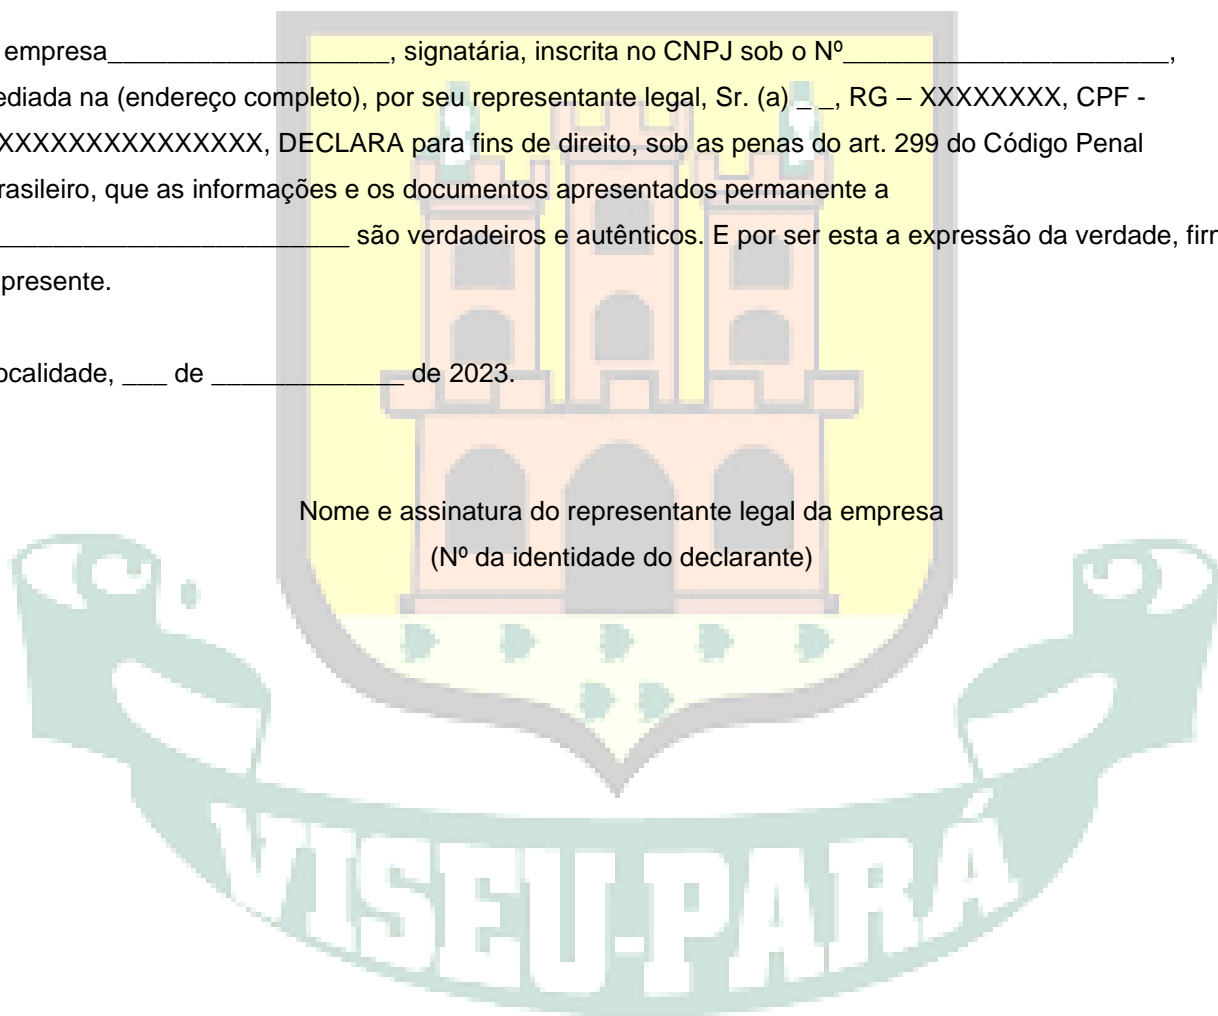 empresa___________________, signatária, inscrita no CNPJ sob o Nº______________________,
ediada na (endereço completo), por seu representante legal, Sr. (a) _ _, RG – XXXXXXXX, CPF -
XXXXXXXXXXXXXXX, DECLARA para fins de direito, sob as penas do art. 299 do Código Penal
rasileiro, que as informações e os documentos apresentados permanente a
________________________ são verdadeiros e autênticos. E por ser esta a expressão da verdade, fir
presente.
ocalidade, ___ de _____________ de 2023.
Nome e assinatura do representante legal da empresa
(Nº da identidade do declarante)
VISEU-PARÁ